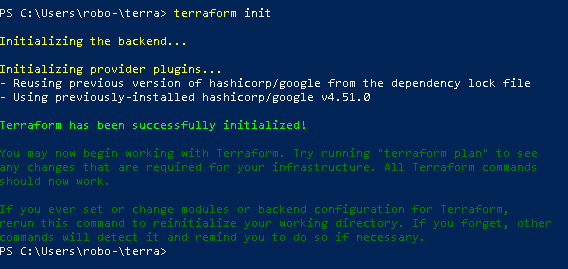 PS C:\Users\robo-\terra> terraform init
Initializing the backend...
Initializing provider plugins...
- Reusing previous version of hashicorp/google from the dependency lock file
- Using previously-installed hashicorp/google v4.51.0
Terraform has been successfully initialized!
You may now begin working with Terraform. Try running "terraform plan" to see
any changes that are required for your infrastructure. All Terraform commands
should now work.
If you ever set or change modules or backend configuration for Terraform,
rerun this command to reinitialize your working directory. If you forget, other
commands will detect it and remind you to do so if necessary.
PS C:\Users\robo-\terra>